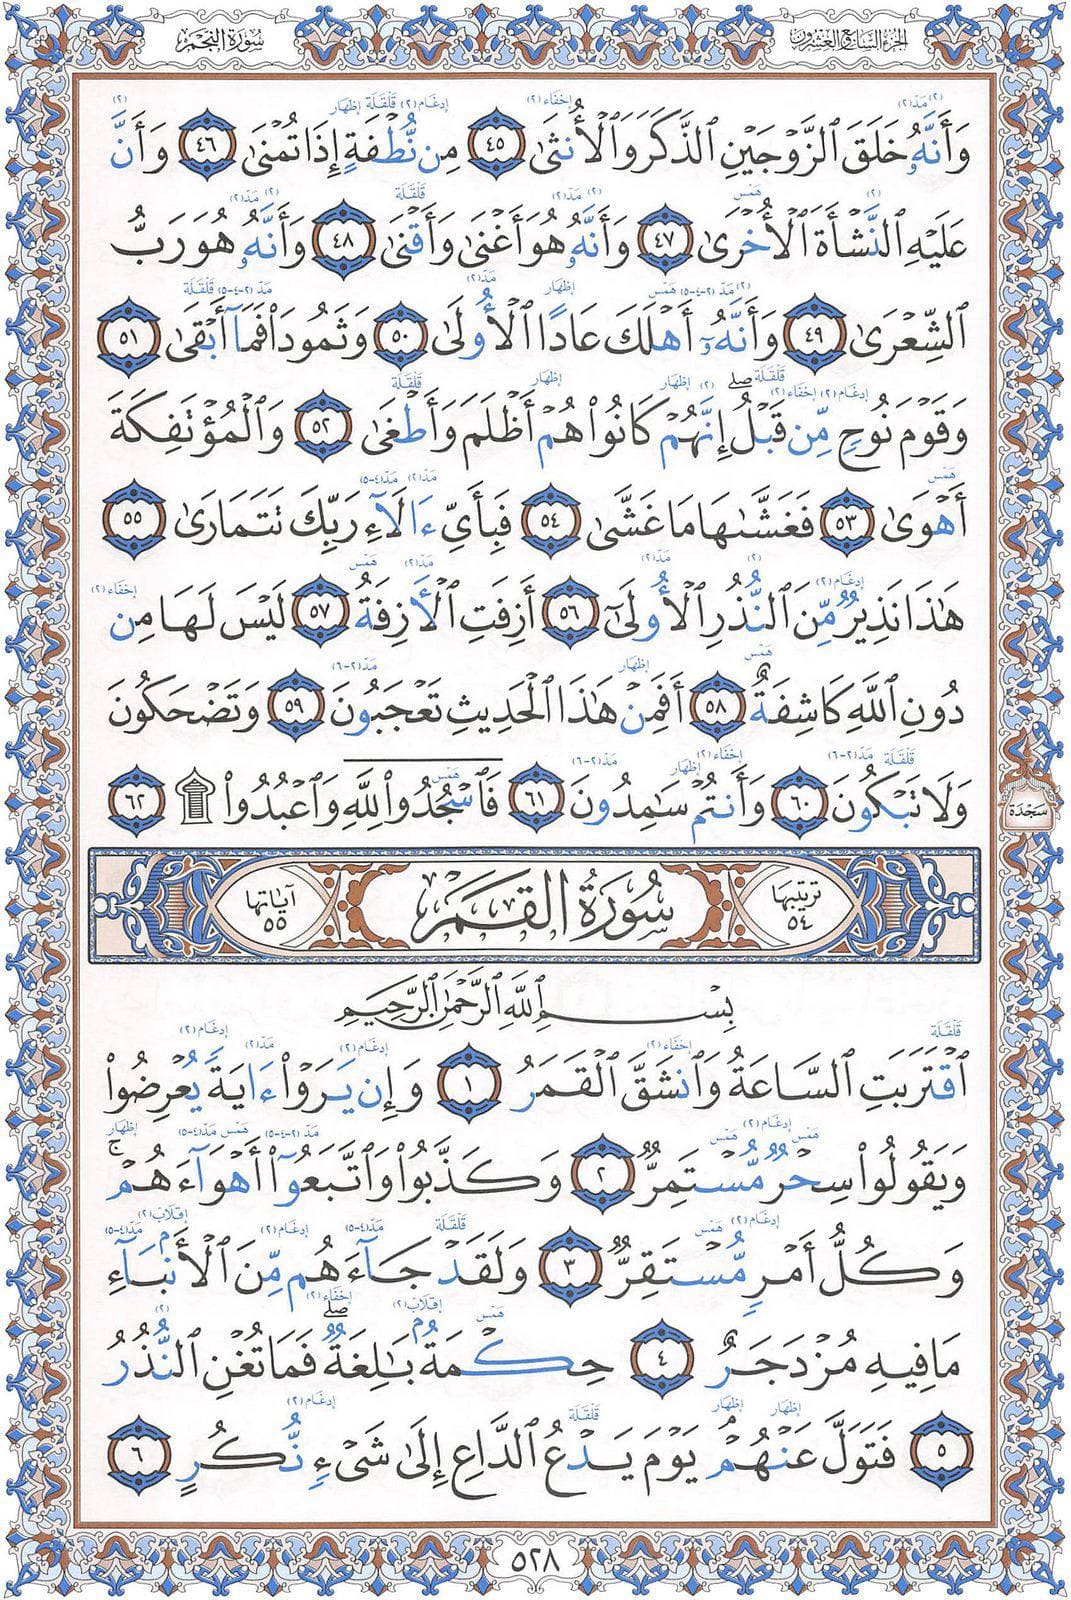 الجزء السابع والعشرون
سورة النجم
وَأَنَّهُۥ خَلَقَ ٱلزَّوْجَيْنِ ٱلذَّكَرَ وَٱلْأُنثَىٰ ٤٥ مِن نُّطْفَةٍ إِذَا تُمْنَىٰ ٤٦ وَأَنَّ
عَلَيْهِ ٱلنَّشْأَةَ ٱلْأُخْرَىٰ ٤٧ وَأَنَّهُۥ هُوَ أَغْنَىٰ وَأَقْنَىٰ ٤٨ وَأَنَّهُۥ هُوَ رَبُّ
ٱلشِّعْرَىٰ ٤٩ وَأَنَّهُۥٓ أَهْلَكَ عَادًا ٱلْأُولَىٰ ٥٠ وَثَمُودَا۟ فَمَآ أَبْقَىٰ ٥١
وَقَوْمَ نُوحٍ مِّن قَبْلُ ۖ إِنَّهُمْ كَانُوا۟ هُمْ أَظْلَمَ وَأَطْغَىٰ ٥٢ وَٱلْمُؤْتَفِكَةَ
أَهْوَىٰ ٥٣ فَغَشَّىٰهَا مَا غَشَّىٰ ٥٤ فَبِأَىِّ ءَالَآءِ رَبِّكَ تَتَمَارَىٰ ٥٥
هَٰذَا نَذِيرٌ مِّنَ ٱلنُّذُرِ ٱلْأُولَىٰٓ ٥٦ أَزِفَتِ ٱلْأَزِفَةُ ٥٧ لَيْسَ لَهَا مِن
دُونِ ٱللَّهِ كَاشِفَةٌ ٥٨ أَفَمِنْ هَٰذَا ٱلْحَدِيثِ تَعْجَبُونَ ٥٩ وَتَضْحَكُونَ
وَلَا تَبْكُونَ ٦٠ وَأَنتُمْ سَٰمِدُونَ ٦١ فَٱسْجُدُوا۟ لِلَّهِ وَٱعْبُدُوا۟ ۩ ٦٢
سجدة
ترتيبها ٥٤ سُورَةُ القَمَرِ آياتها ٥٥
بِسْمِ ٱللَّهِ ٱلرَّحْمَٰنِ ٱلرَّحِيمِ
ٱقْتَرَبَتِ ٱلسَّاعَةُ وَٱنشَقَّ ٱلْقَمَرُ ١ وَإِن يَرَوْا۟ ءَايَةً يُعْرِضُوا۟
وَيَقُولُوا۟ سِحْرٌ مُّسْتَمِرٌّ ٢ وَكَذَّبُوا۟ وَٱتَّبَعُوٓا۟ أَهْوَآءَهُمْ ۚ
وَكُلُّ أَمْرٍ مُّسْتَقِرٌّ ٣ وَلَقَدْ جَآءَهُم مِّنَ ٱلْأَنۢبَآءِ
مَا فِيهِ مُزْدَجَرٌ ٤ حِكْمَةٌۢ بَٰلِغَةٌ ۖ فَمَا تُغْنِ ٱلنُّذُرُ
٥ فَتَوَلَّ عَنْهُمْ ۘ يَوْمَ يَدْعُ ٱلدَّاعِ إِلَىٰ شَىْءٍ نُّكُرٍ ٦
٥٢٨